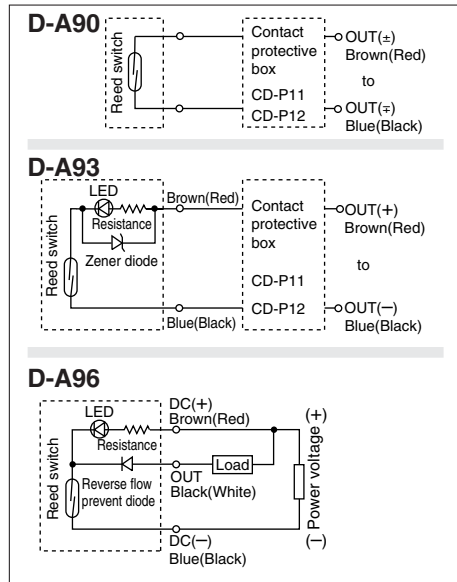 D-A90
Reed switch
Contact
protective
box
CD-P11
CD-P12
OUT(±)
Brown(Red)
to
OUT(∓)
Blue(Black)
D-A93
Reed switch
LED
Resistance
Zener diode
Brown(Red)
Blue(Black)
Contact
protective
box
CD-P11
CD-P12
OUT(+)
Brown(Red)
to
OUT(−)
Blue(Black)
D-A96
Reed switch
LED
Resistance
Reverse flow
prevent diode
DC(+)
Brown(Red)
Load
OUT
Black(White)
DC(−)
Blue(Black)
(+)
Power voltage
(−)